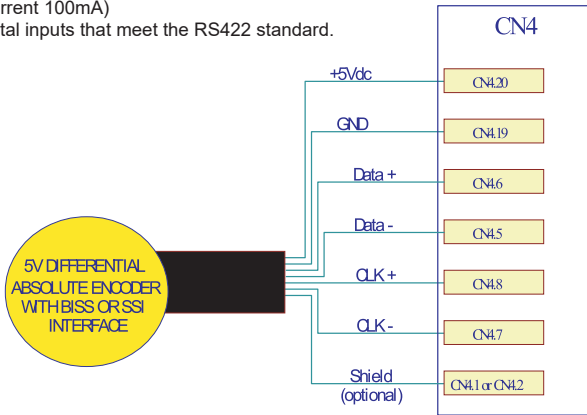 rrent 100mA)
tal inputs that meet the RS422 standard.
CN4
+5Vdc
CN4.20
GND
CN4.19
Data +
CN4.6
Data -
CN4.5
CLK +
CN4.8
CLK -
CN4.7
Shield
(optional)
CN4.1 or CN4.2
5V DIFFERENTIAL
ABSOLUTE ENCODER
WITH BISS OR SSI
INTERFACE